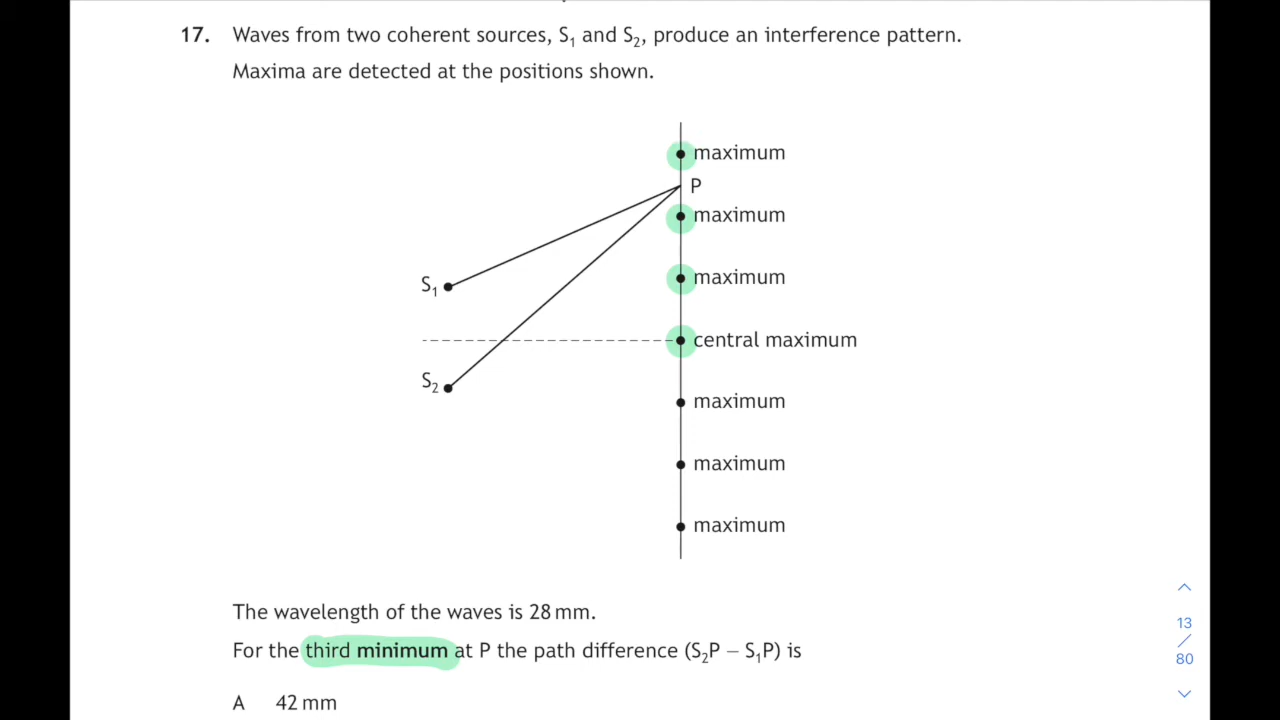 17. Waves from two coherent sources, S₁ and S₂, produce an interference pattern.
Maxima are detected at the positions shown.
maximum
P
maximum
S₁
maximum
central maximum
S₂
maximum
maximum
maximum
The wavelength of the waves is 28 mm.
For the third minimum at P the path difference (S₂P – S₁P) is
A 42 mm
13
/
80